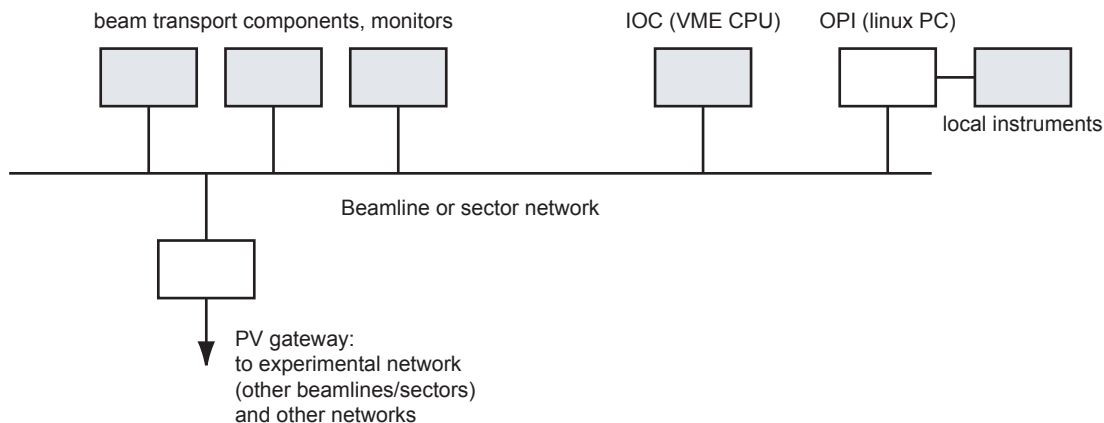 beam transport components, monitors
IOC (VME CPU)
OPI (linux PC)
local instruments
Beamline or sector network
PV gateway:
to experimental network
(other beamlines/sectors)
and other networks